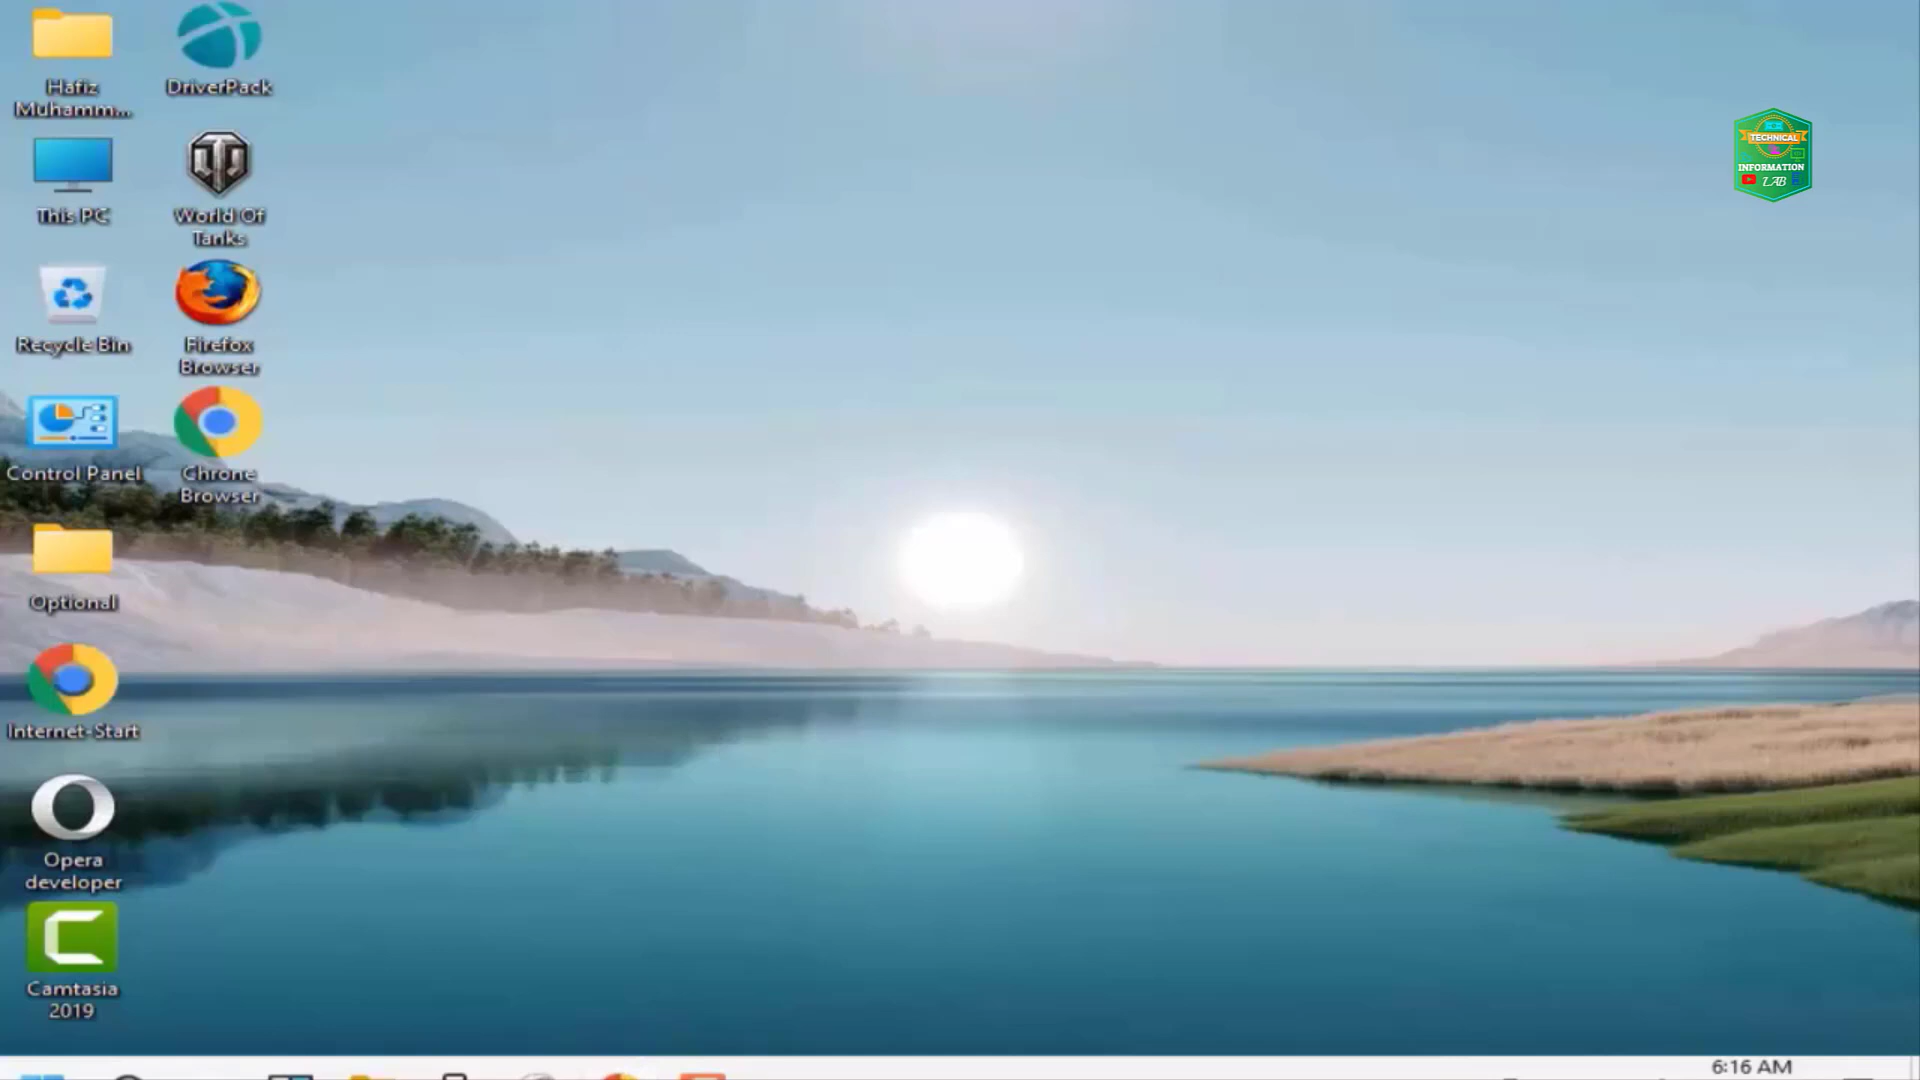 Hafiz
Muhamm...
DriverPack
This PC
World Of
Tanks
Recycle Bin
Firefox
Browser
Control Panel
Chrone
Browser
Optional
Internet-Start
Opera
developer
Camtasia
2019
TECHNICAL
INFORMATION
LAB
6:16 AM